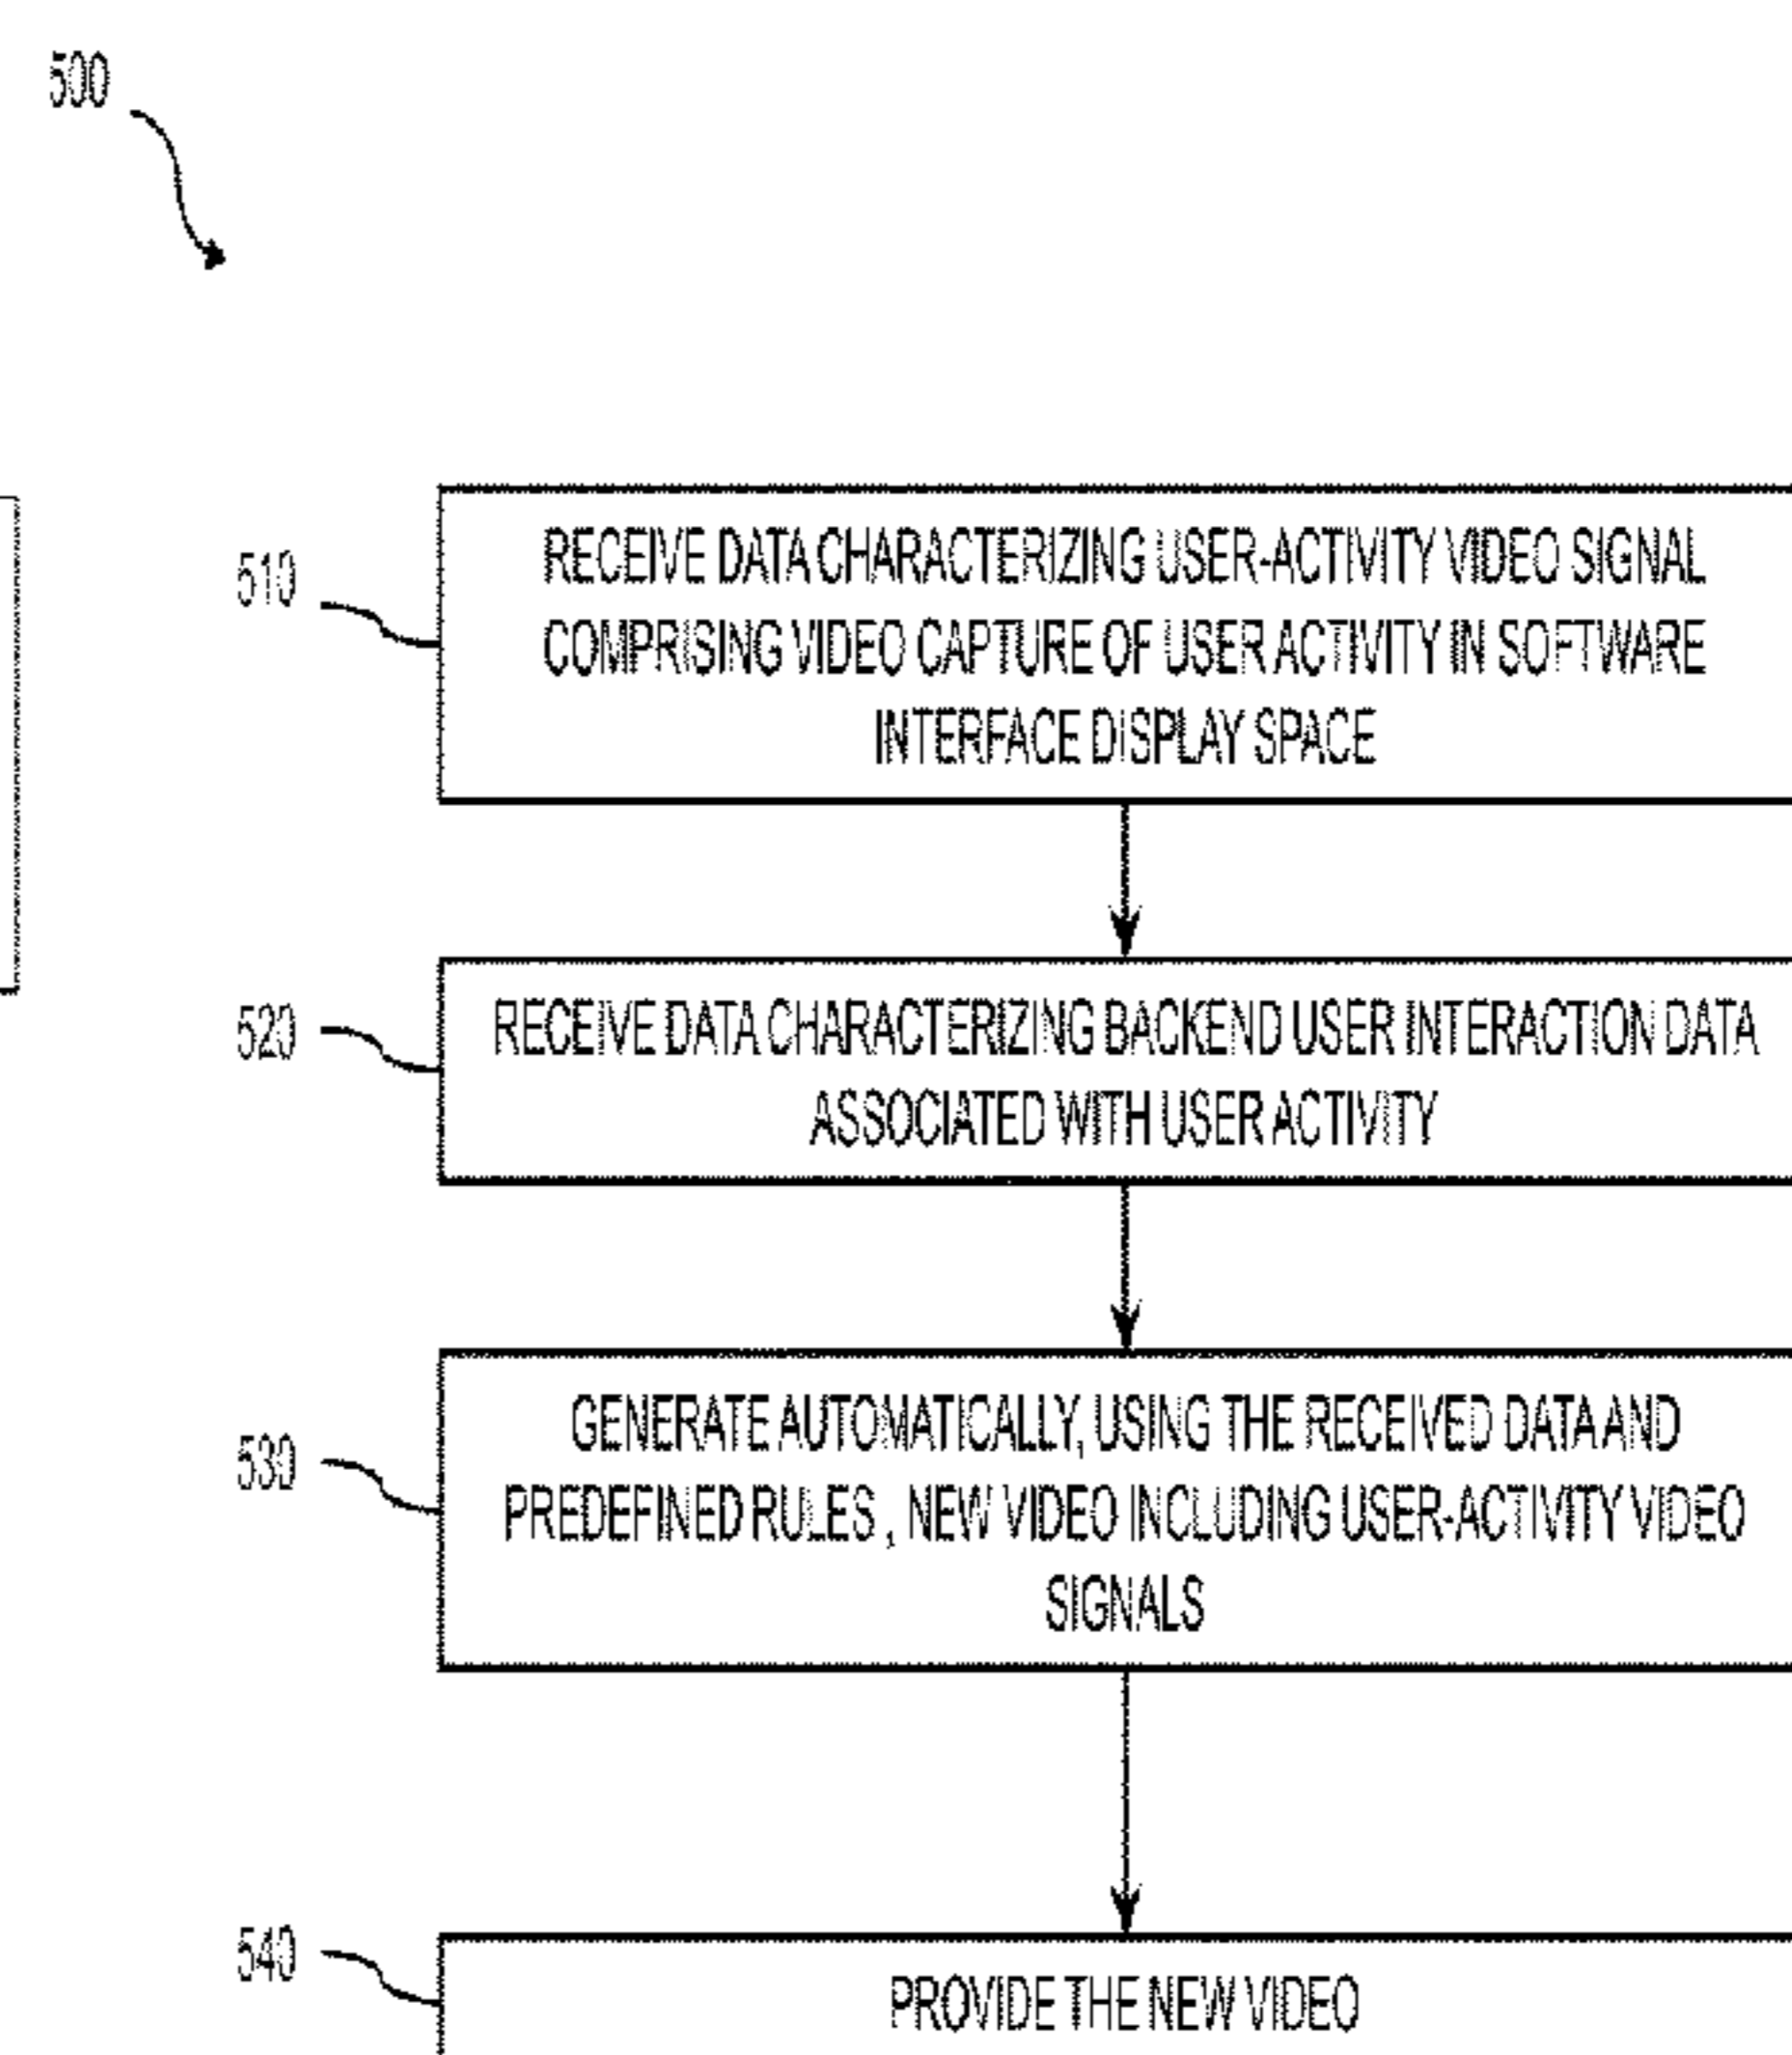 500
510
RECEIVE DATA CHARACTERIZING USER-ACTIVITY VIDEO SIGNAL
COMPRISING VIDEO CAPTURE OF USER ACTIVITY IN SOFTWARE
INTERFACE DISPLAY SPACE
520
RECEIVE DATA CHARACTERIZING BACKEND USER INTERACTION DATA
ASSOCIATED WITH USER ACTIVITY
530
GENERATE AUTOMATICALLY, USING THE RECEIVED DATA AND
PREDEFINED RULES , NEW VIDEO INCLUDING USER-ACTIVITY VIDEO
SIGNALS
540
PROVIDE THE NEW VIDEO